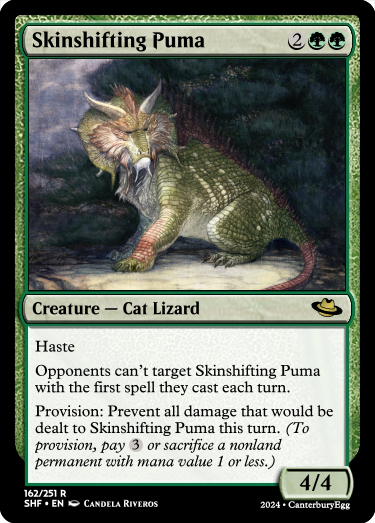 Skinshifting Puma 2
Creature — Cat Lizard
Haste
Opponents can't target Skinshifting Puma
with the first spell they cast each turn.
Provision: Prevent all damage that would be
dealt to Skinshifting Puma this turn. (To
provision, pay 3 or sacrifice a nonland
permanent with mana value 1 or less.)
4/4
162/251 R
SHF • EN Candela Riveros
2024 • CanterburyEgg